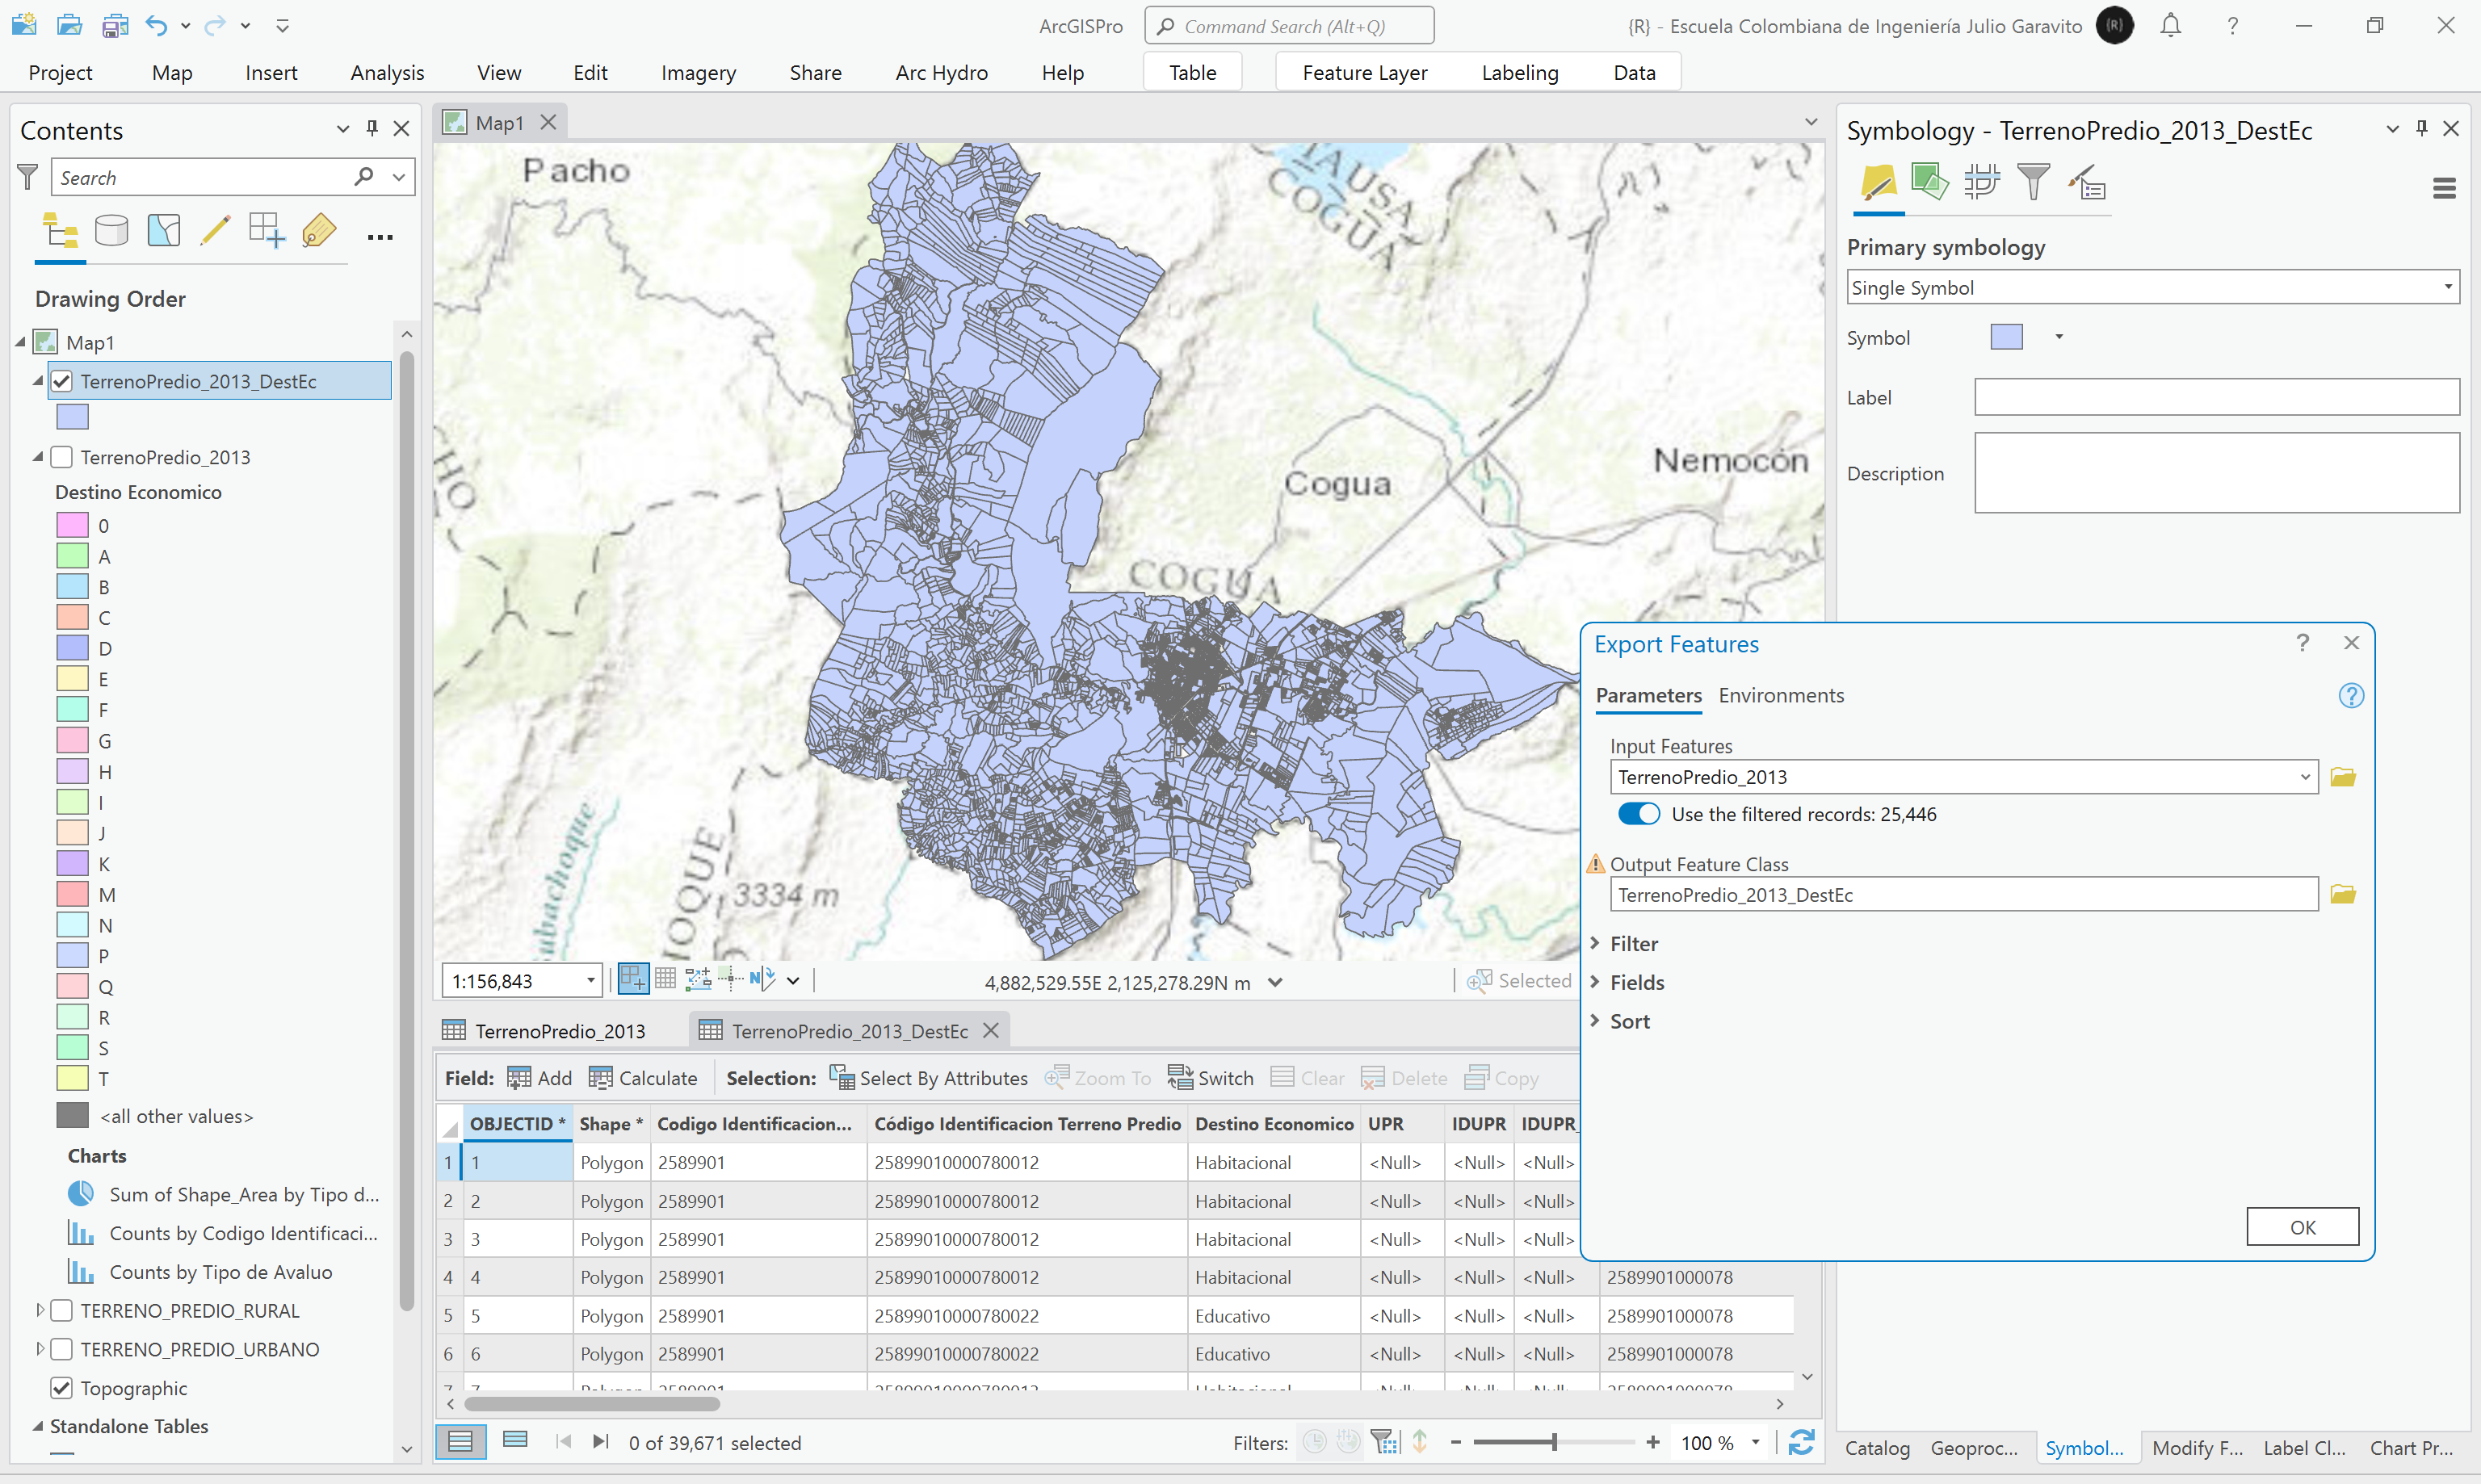 ArcGISPro
Command Search (Alt+Q)
{R} - Escuela Colombiana de Ingeniería Julio Garavito
{R}
?
Project
Map
Insert
Analysis
View
Edit
Imagery
Share
Arc Hydro
Help
Table
Feature Layer
Labeling
Data
Contents
Search
Drawing Order
Map1
TerrenoPredio_2013_DestEc
TerrenoPredio_2013
Destino Economico
0
A
B
C
D
E
F
G
H
I
J
K
M
N
P
Q
R
S
T
<all other values>
Charts
Sum of Shape_Area by Tipo d...
Counts by Codigo Identificaci...
Counts by Tipo de Avaluo
TERRENO_PREDIO_RURAL
TERRENO_PREDIO_URBANO
Topographic
Standalone Tables
Map1
Pacho
COGUA
Nemocón
Cogua
COGUA
3334 m
1:156,843
4,882,529.55E 2,125,278.29N m
Selected
TerrenoPredio_2013
TerrenoPredio_2013_DestEc
Field: Add Calculate Selection: Select By Attributes Zoom To Switch Clear Delete Copy
OBJECTID * Shape * Codigo Identificacion... Código Identificacion Terreno Predio Destino Economico UPR IDUPR IDUPR_
1 1 Polygon 2589901 25899010000780012 Habitacional <Null> <Null> <Null>
2 2 Polygon 2589901 25899010000780012 Habitacional <Null> <Null> <Null>
3 3 Polygon 2589901 25899010000780012 Habitacional <Null> <Null> <Null>
4 4 Polygon 2589901 25899010000780012 Habitacional <Null> <Null> <Null> 2589901000078
5 5 Polygon 2589901 25899010000780022 Educativo <Null> <Null> <Null> 2589901000078
6 6 Polygon 2589901 25899010000780022 Educativo <Null> <Null> <Null> 2589901000078
0 of 39,671 selected
Filters:
100 %
Symbology - TerrenoPredio_2013_DestEc
Primary symbology
Single Symbol
Symbol
Label
Description
Export Features
?
Parameters
Environments
?
Input Features
TerrenoPredio_2013
Use the filtered records: 25,446
Output Feature Class
TerrenoPredio_2013_DestEc
Filter
Fields
Sort
OK
Catalog
Geoproc...
Symbol...
Modify F...
Label Cl...
Chart Pr...